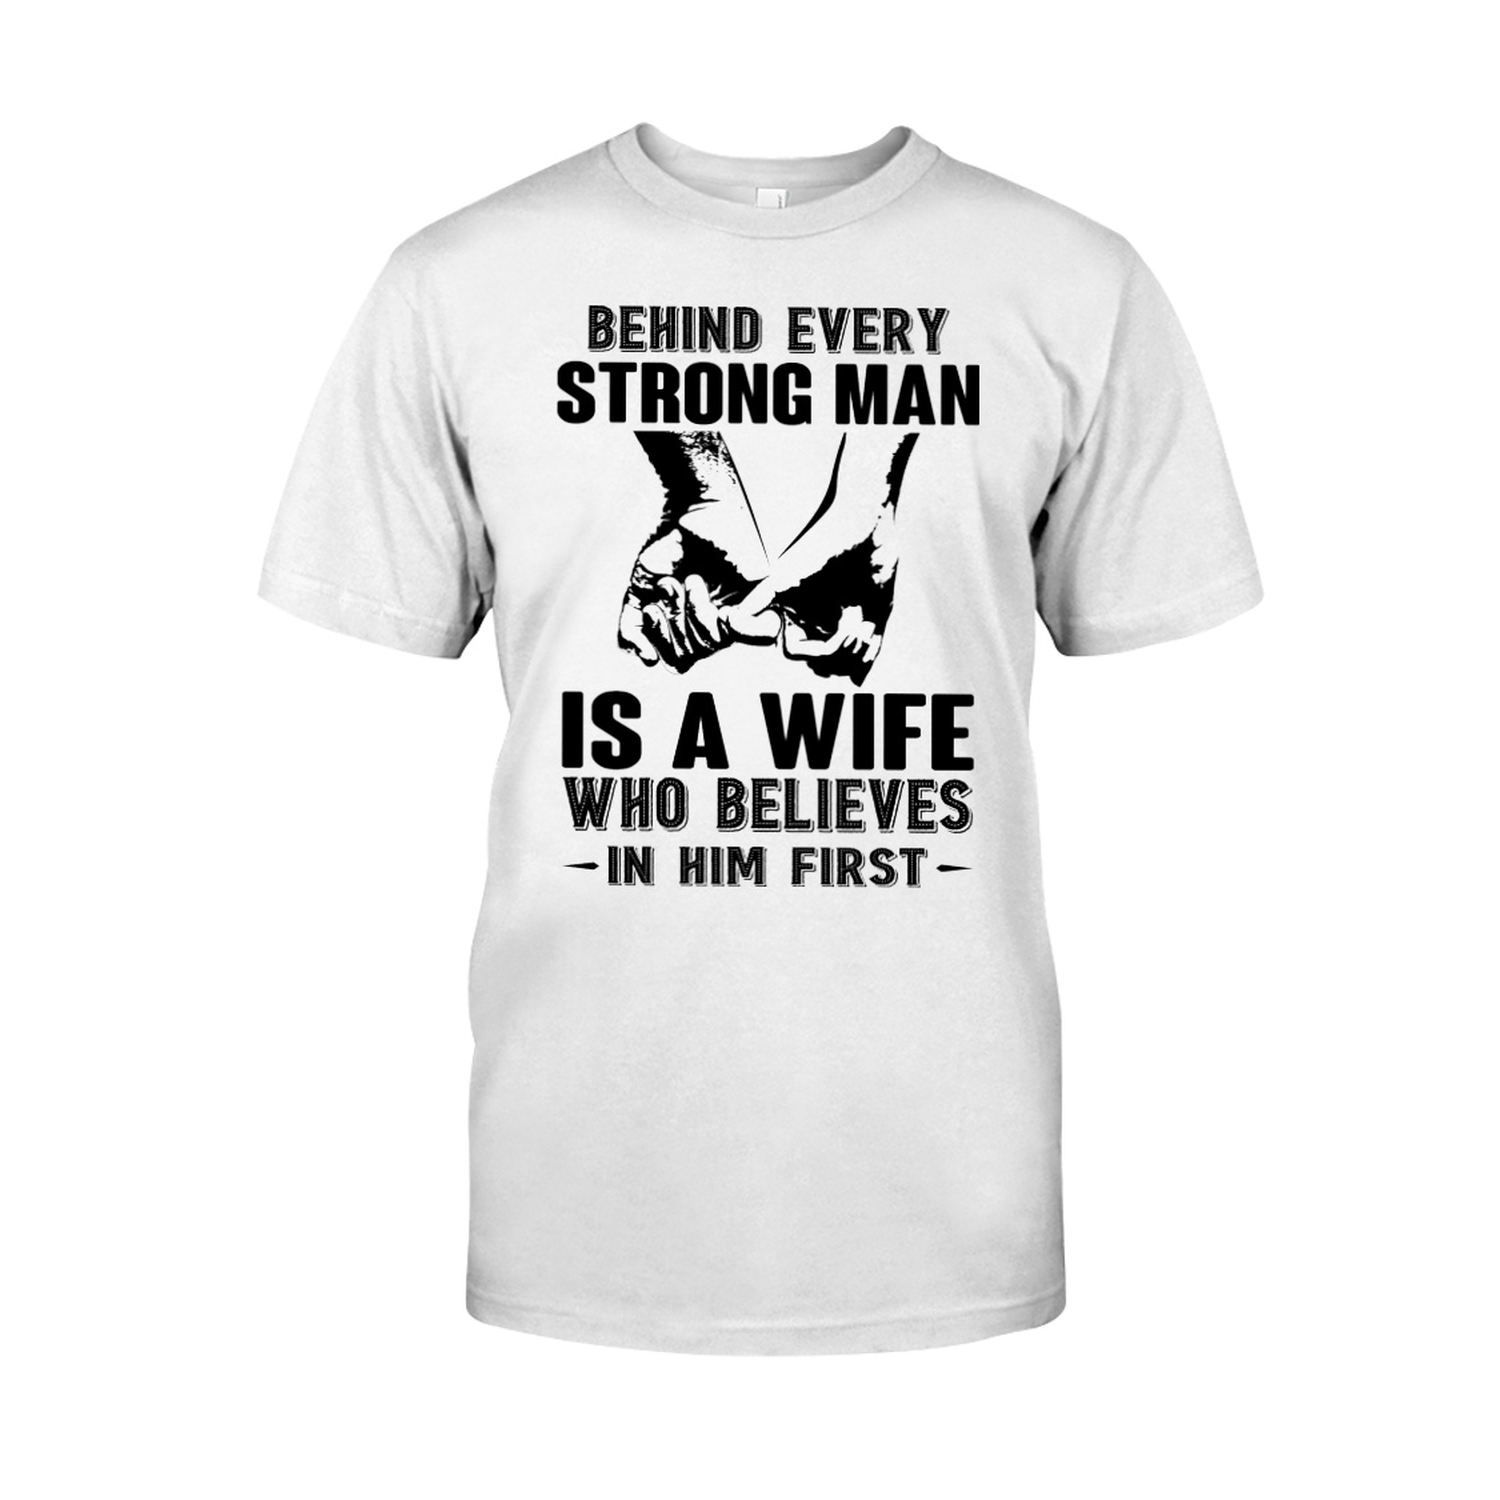 BEHIND EVERY
STRONG MAN
IS A WIFE
WHO BELIEVES
IN HIM FIRST